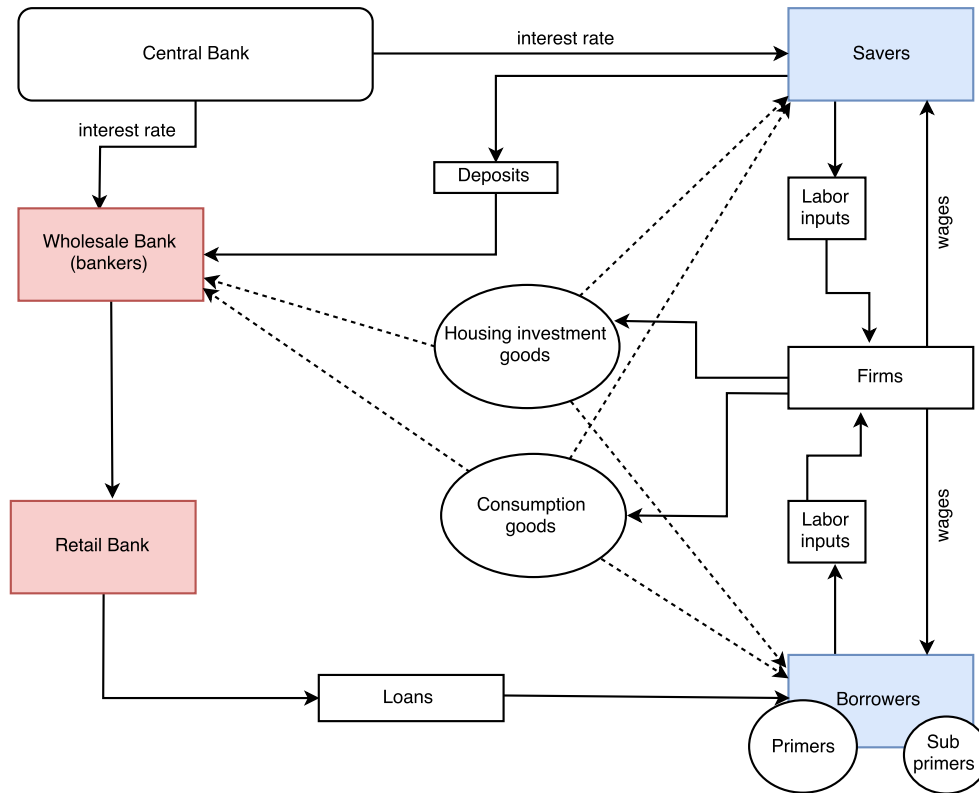 Central Bank
interest rate
Savers
interest rate
Deposits
Labor
inputs
wages
Wholesale Bank
(bankers)
Housing investment
goods
Firms
Consumption
goods
Labor
inputs
wages
Retail Bank
Loans
Borrowers
Primers
Sub
primers